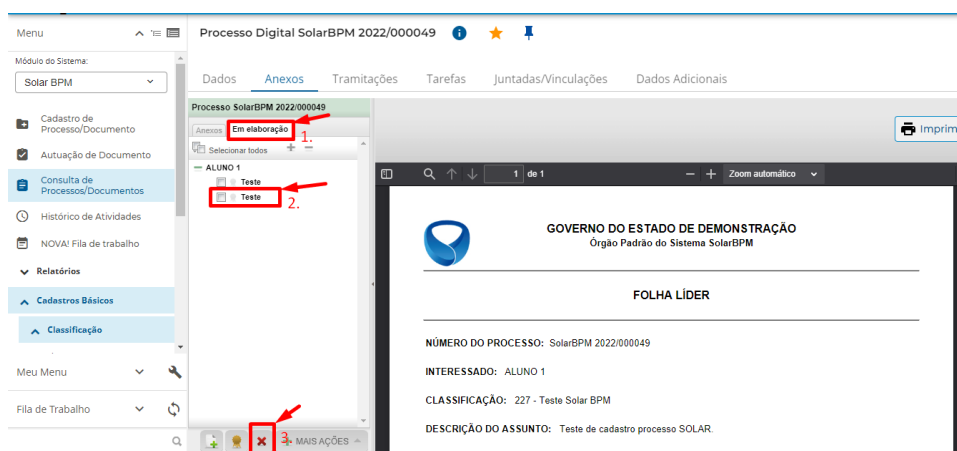 Menu
Processo Digital SolarBPM 2022/000049
Módulo do Sistema:
Solar BPM
Dados Anexos Tramitações Tarefas Juntadas/Vinculações Dados Adicionais
Processo SolarBPM 2022/000049
Anexos Em elaboração 1.
Selecionar todos
Cadastro de
Processo/Documento
Autuação de Documento
Consulta de
Processos/Documentos
Histórico de Atividades
NOVA! Fila de trabalho
Relatórios
Cadastros Básicos
Classificação
Meu Menu
Fila de Trabalho
ALUNO 1
Teste
Teste
2.
3.
MAIS AÇÕES
Imprim
1 de 1
Zoom automático
GOVERNO DO ESTADO DE DEMONSTRAÇÃO
Órgão Padrão do Sistema SolarBPM
FOLHA LÍDER
NÚMERO DO PROCESSO: SolarBPM 2022/000049
INTERESSADO: ALUNO 1
CLASSIFICAÇÃO: 227 - Teste Solar BPM
DESCRIÇÃO DO ASSUNTO: Teste de cadastro processo SOLAR.